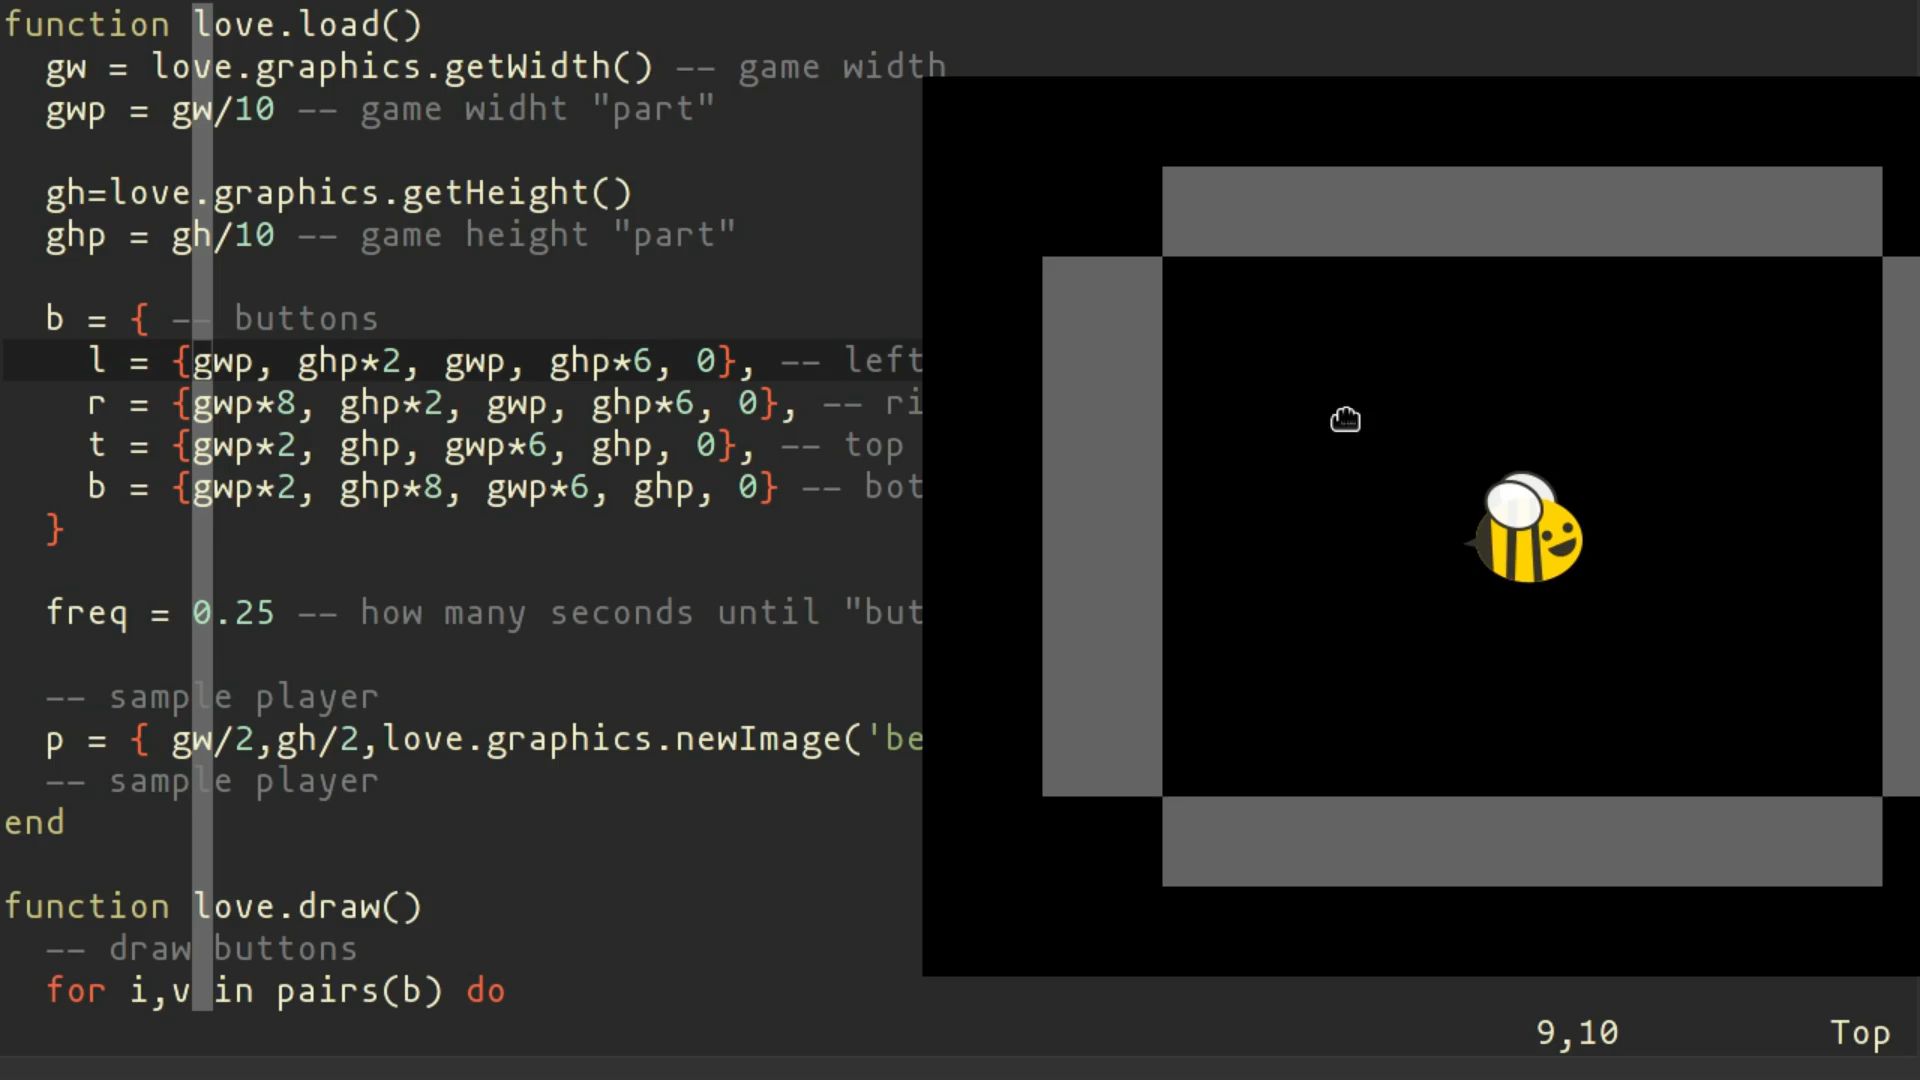 function love.load()
  gw = love.graphics.getWidth() -- game width
  gwp = gw/10 -- game widht "part"
  gh=love.graphics.getHeight()
  ghp = gh/10 -- game height "part"
  b = { -- buttons
    l = {gwp, ghp*2, gwp, ghp*6, 0}, -- left
    r = {gwp*8, ghp*2, gwp, ghp*6, 0}, -- ri
    t = {gwp*2, ghp, gwp*6, ghp, 0}, -- top
    b = {gwp*2, ghp*8, gwp*6, ghp, 0} -- bot
  }
  freq = 0.25 -- how many seconds until "but
  -- sample player
  p = { gw/2,gh/2,love.graphics.newImage('be
  -- sample player
end
function love.draw()
  -- draw buttons
  for i,v in pairs(b) do
9,10 Top